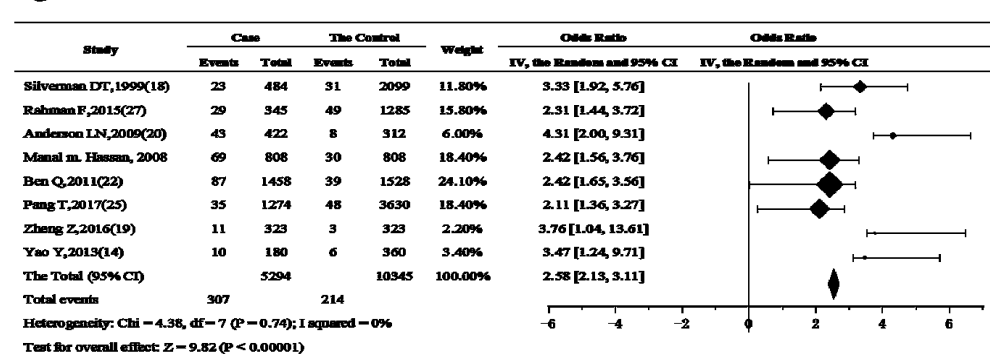 Study Case The Control Weight Odds Ratio Odds Ratio
Events Total Events Total IV, the Random and 95% CI IV, the Random and 95% CI
Silverman DT,1999(18) 23 484 31 2099 11.80% 3.33 [1.92, 5.76]
Rahman F,2015(27) 29 345 49 1285 15.80% 2.31 [1.44, 3.72]
Anderson LN,2009(20) 43 422 8 312 6.00% 4.31 [2.00, 9.31]
Manal m. Hassan, 2008 69 808 30 808 18.40% 2.42 [1.56, 3.76]
Ben Q,2011(22) 87 1458 39 1528 24.10% 2.42 [1.65, 3.56]
Pang T,2017(25) 35 1274 48 3630 18.40% 2.11 [1.36, 3.27]
Zheng Z,2016(19) 11 323 3 323 2.20% 3.76 [1.04, 13.61]
Yao Y,2013(14) 10 180 6 360 3.40% 3.47 [1.24, 9.71]
The Total (95% CI) 5294 10345 100.00% 2.58 [2.13, 3.11]
Total events 307 214
Heterogeneity: Chi = 4.38, df = 7 (P = 0.74); I squared = 0%
Test for overall effect: Z = 9.82 (P < 0.00001)
-6 -4 -2 0 2 4 6